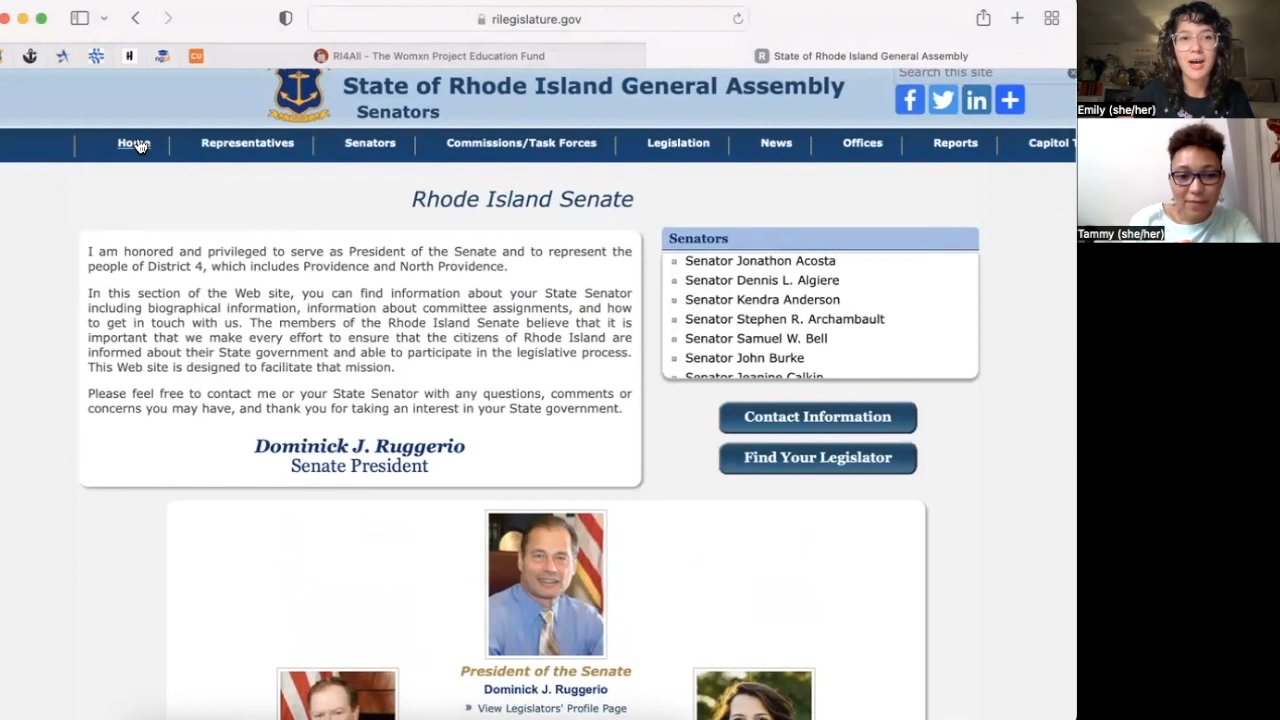 rilegislature.gov
H
CU
RI4All - The Womxn Project Education Fund
R State of Rhode Island General Assembly
State of Rhode Island General Assembly
Senators
Search this site
Home
Representatives
Senators
Commissions/Task Forces
Legislation
News
Offices
Reports
Capitol T
Rhode Island Senate
I am honored and privileged to serve as President of the Senate and to represent the
people of District 4, which includes Providence and North Providence.
In this section of the Web site, you can find information about your State Senator
including biographical information, information about committee assignments, and how
to get in touch with us. The members of the Rhode Island Senate believe that it is
important that we make every effort to ensure that the citizens of Rhode Island are
informed about their State government and able to participate in the legislative process.
This Web site is designed to facilitate that mission.
Please feel free to contact me or your State Senator with any questions, comments or
concerns you may have, and thank you for taking an interest in your State government.
Dominick J. Ruggerio
Senate President
Senators
Senator Jonathon Acosta
Senator Dennis L. Algiere
Senator Kendra Anderson
Senator Stephen R. Archambault
Senator Samuel W. Bell
Senator John Burke
Senator Jeanine Calkin
Contact Information
Find Your Legislator
President of the Senate
Dominick J. Ruggerio
» View Legislators' Profile Page
Emily (she/her)
Tammy (she/her)